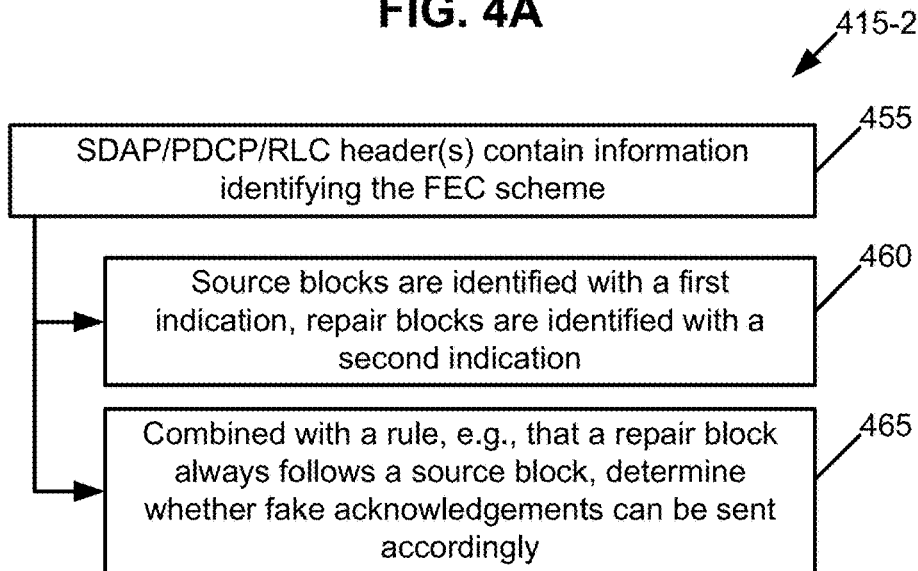 FIG. 4A
415-2
455
SDAP/PDCP/RLC header(s) contain information
identifying the FEC scheme
460
Source blocks are identified with a first
indication, repair blocks are identified with a
second indication
465
Combined with a rule, e.g., that a repair block
always follows a source block, determine
whether fake acknowledgements can be sent
accordingly